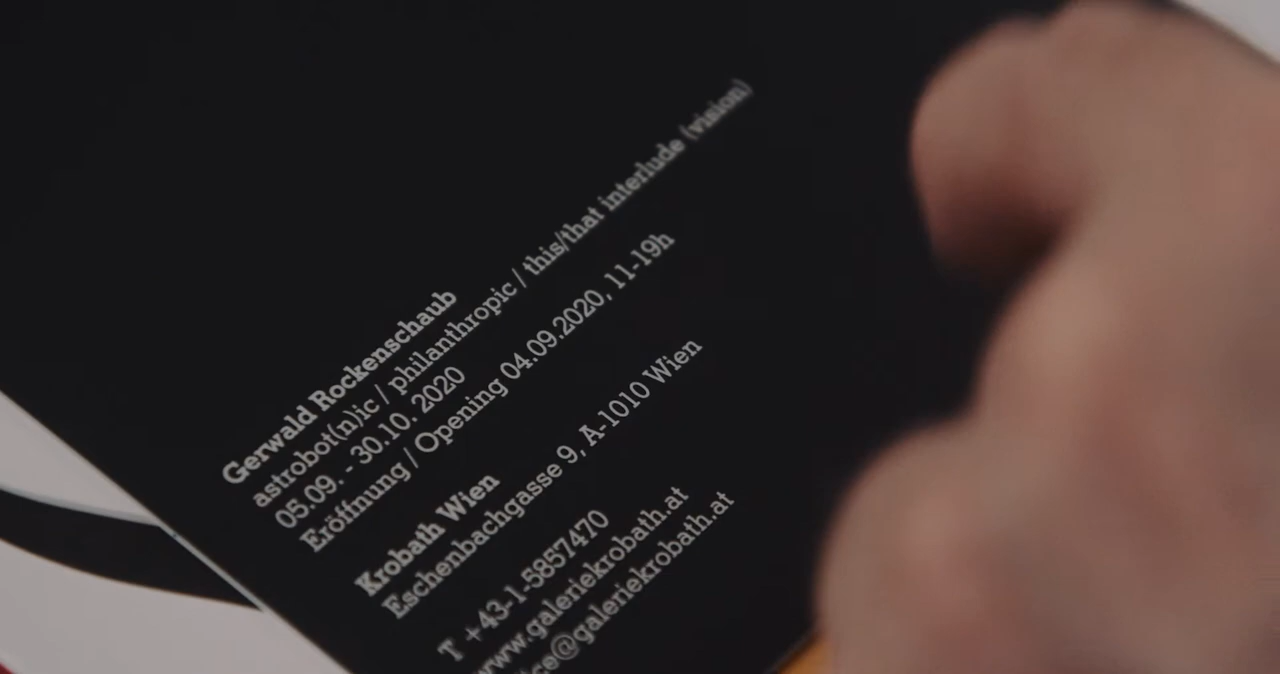 Gerwald Rockenschaub
astrobot(n)ic / philanthropic / this/that interlude (vision)
05.09. - 30.10. 2020
Eröffnung / Opening 04.09.2020, 11-19h
Krobath Wien
Eschenbachgasse 9, A-1010 Wien
T +43-1-5857470
www.galeriekrobath.at
@galeriekrobath.at